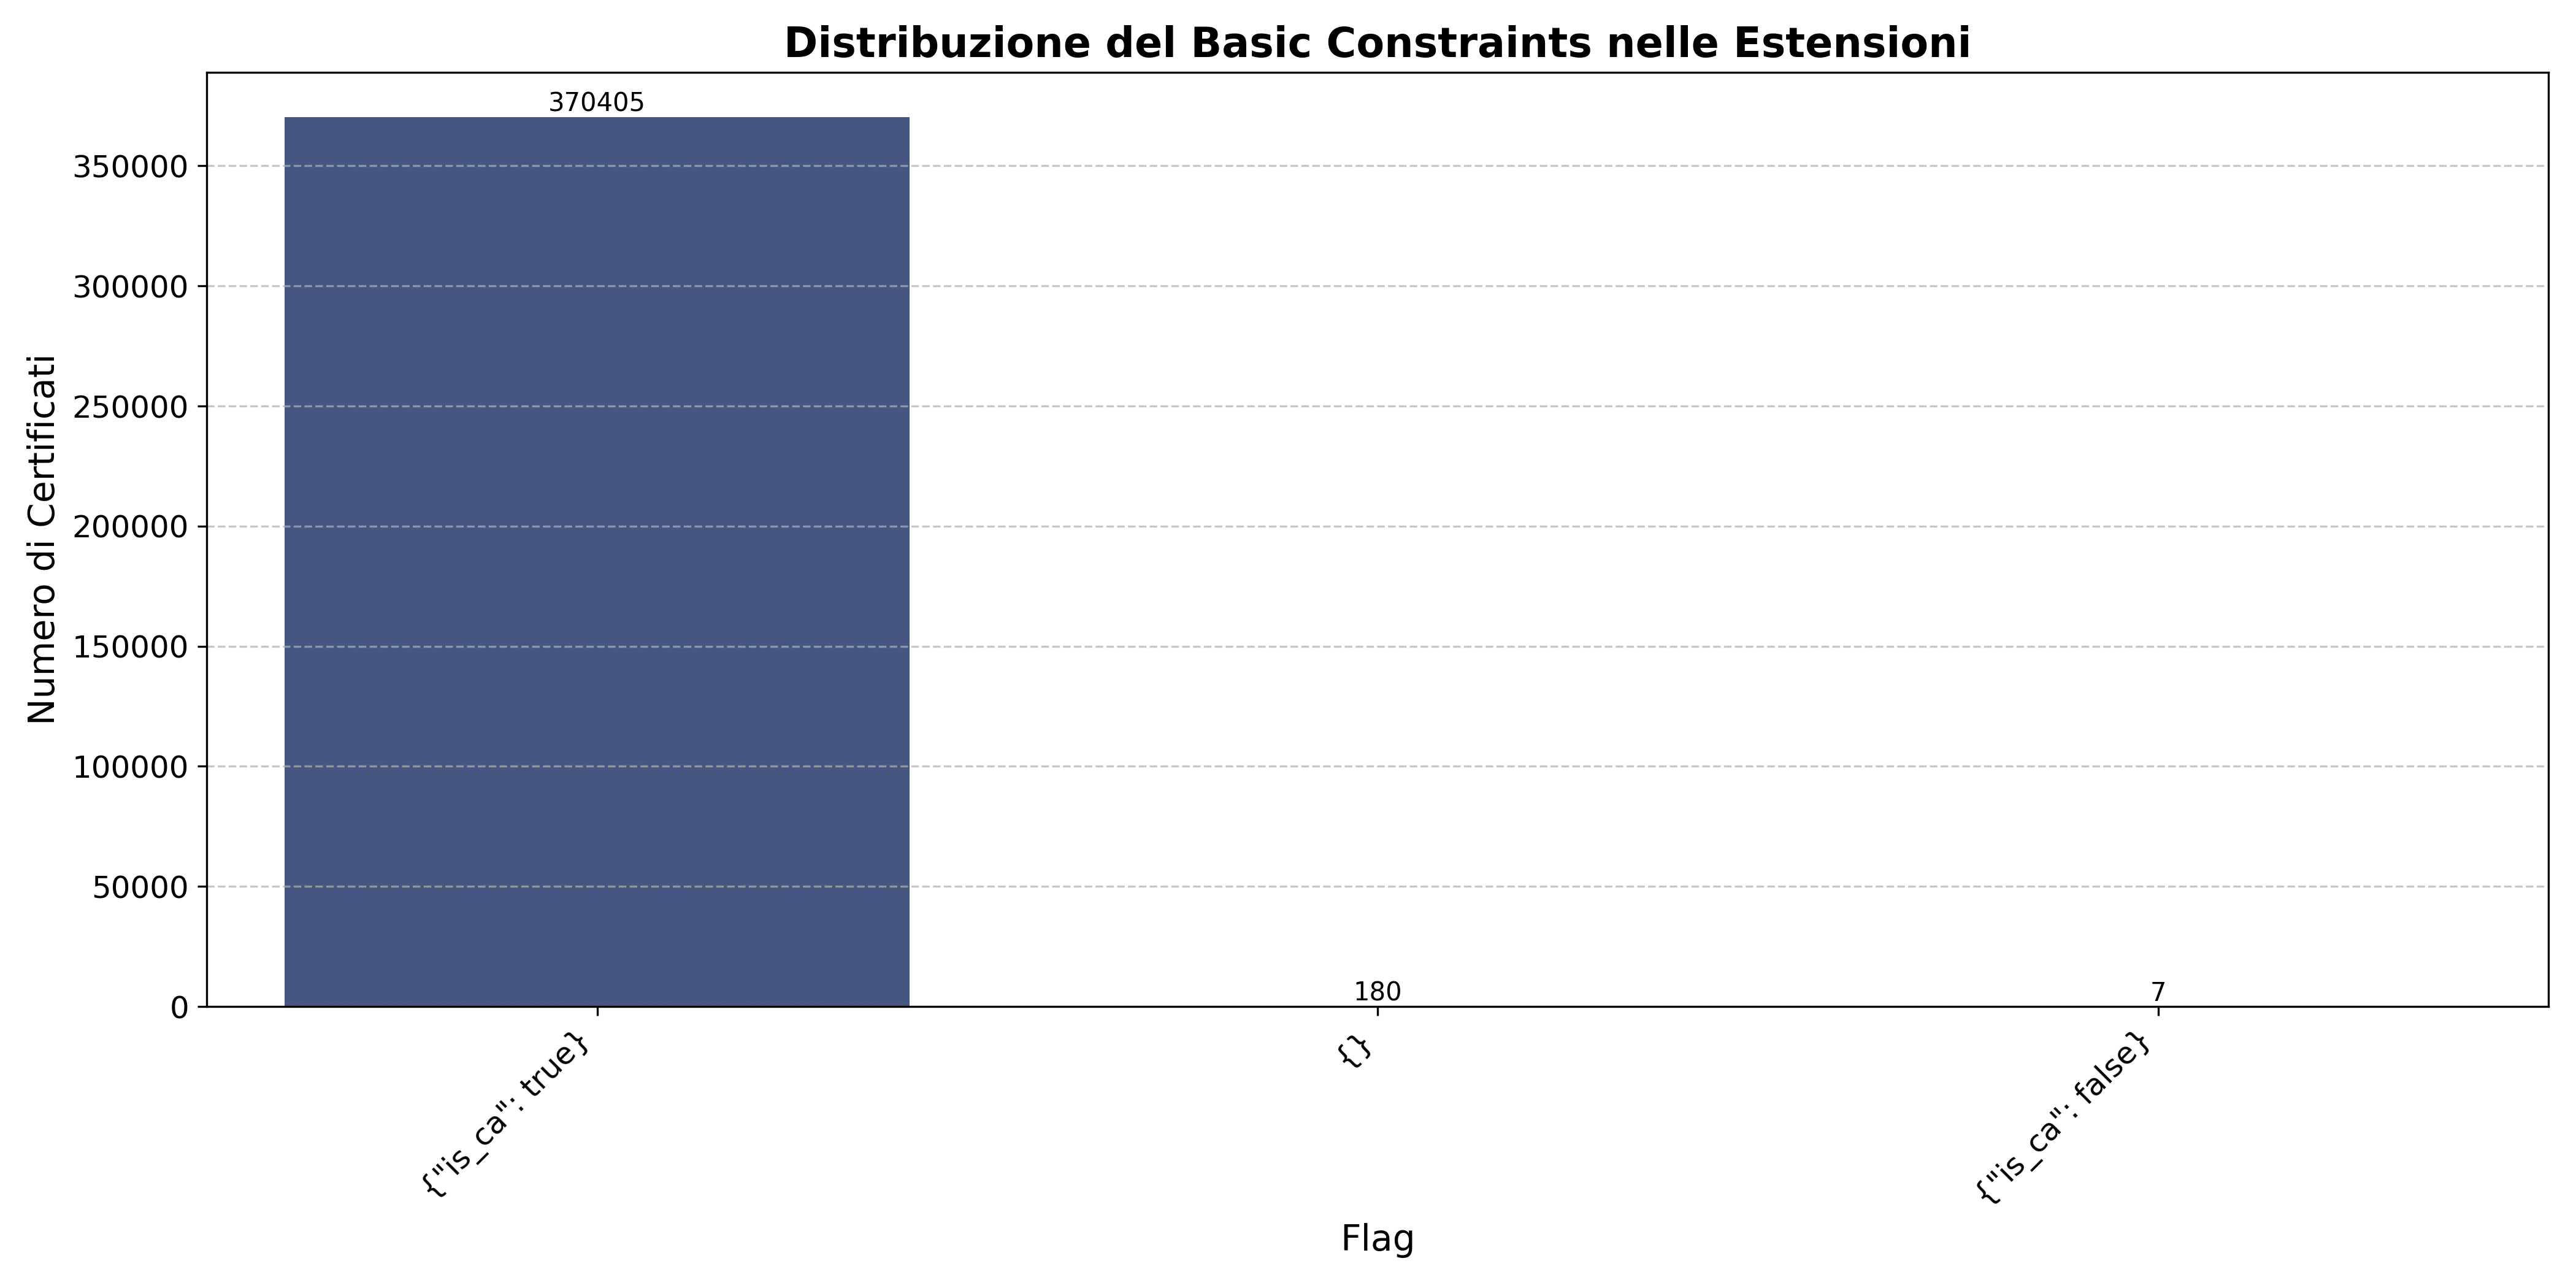 Distribuzione del Basic Constraints nelle Estensioni
370405
180
7
350000
300000
250000
200000
150000
100000
50000
0
Numero di Certificati
{"is_ca": true}
{}
{"is_ca": false}
Flag